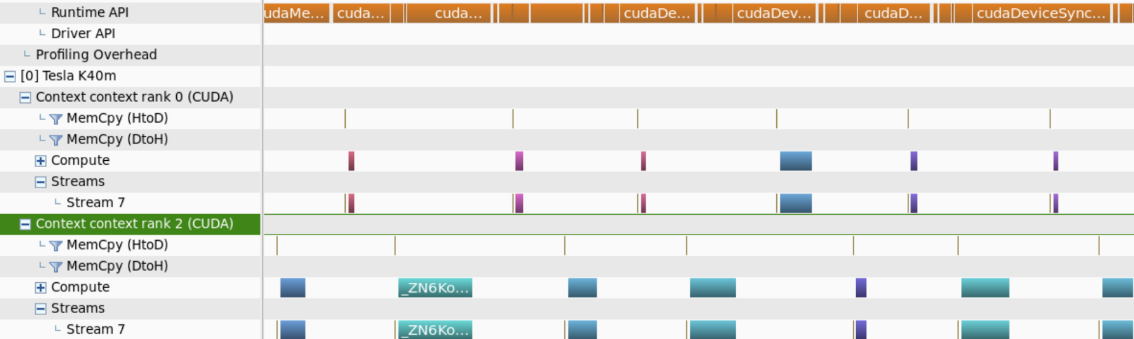 Runtime API udaMe... cuda... cuda... cudaDe... cudaDev... cudaD... cudaDeviceSync...
Driver API
Profiling Overhead
[0] Tesla K40m
Context context rank 0 (CUDA)
MemCpy (HtoD)
MemCpy (DtoH)
Compute
Streams
Stream 7
Context context rank 2 (CUDA)
MemCpy (HtoD)
MemCpy (DtoH)
Compute _ZN6Ko...
Streams
Stream 7 _ZN6Ko...